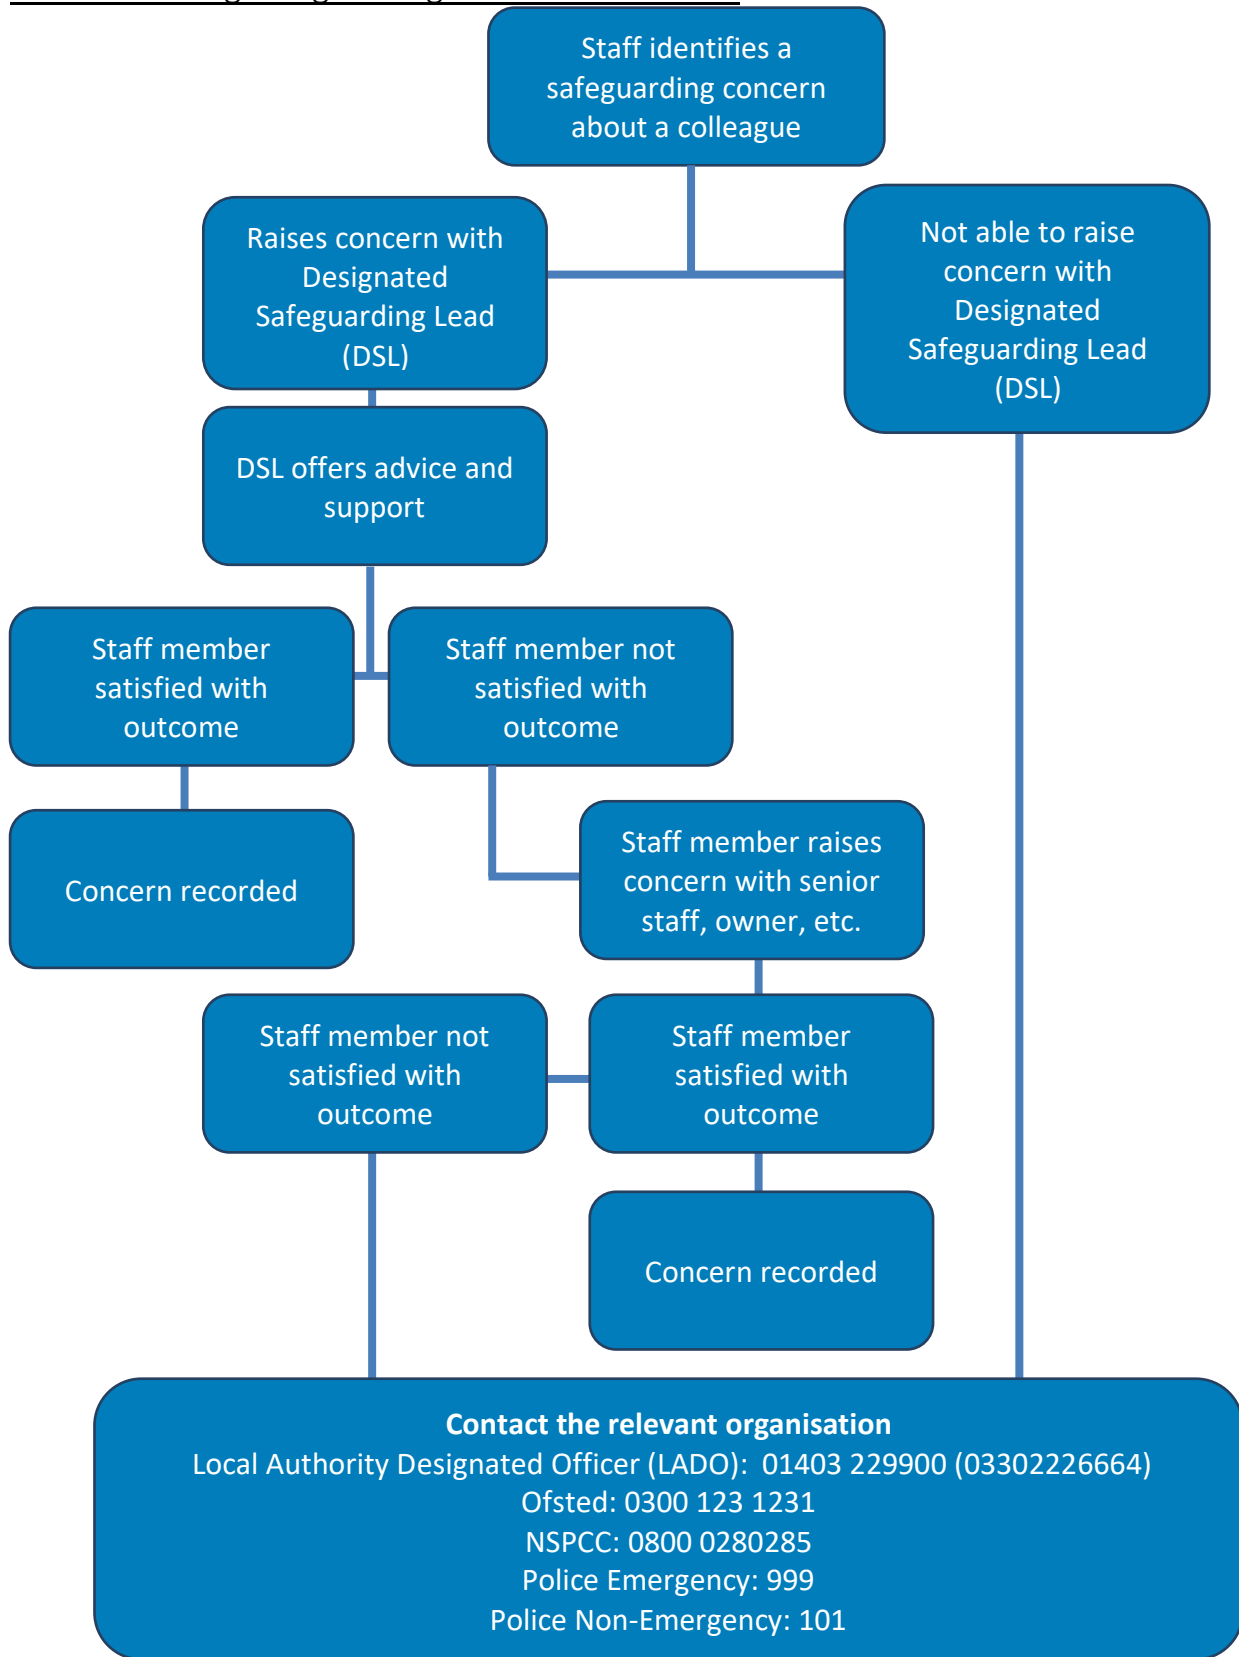 Staff identifies a
safeguarding concern
about a colleague
Raises concern with
Designated
Safeguarding Lead
(DSL)
Not able to raise
concern with
Designated
Safeguarding Lead
(DSL)
DSL offers advice and
support
Staff member
satisfied with
outcome
Staff member not
satisfied with
outcome
Concern recorded
Staff member raises
concern with senior
staff, owner, etc.
Staff member not
satisfied with
outcome
Staff member
satisfied with
outcome
Concern recorded
Contact the relevant organisation
Local Authority Designated Officer (LADO): 01403 229900 (03302226664)
Ofsted: 0300 123 1231
NSPCC: 0800 0280285
Police Emergency: 999
Police Non-Emergency: 101